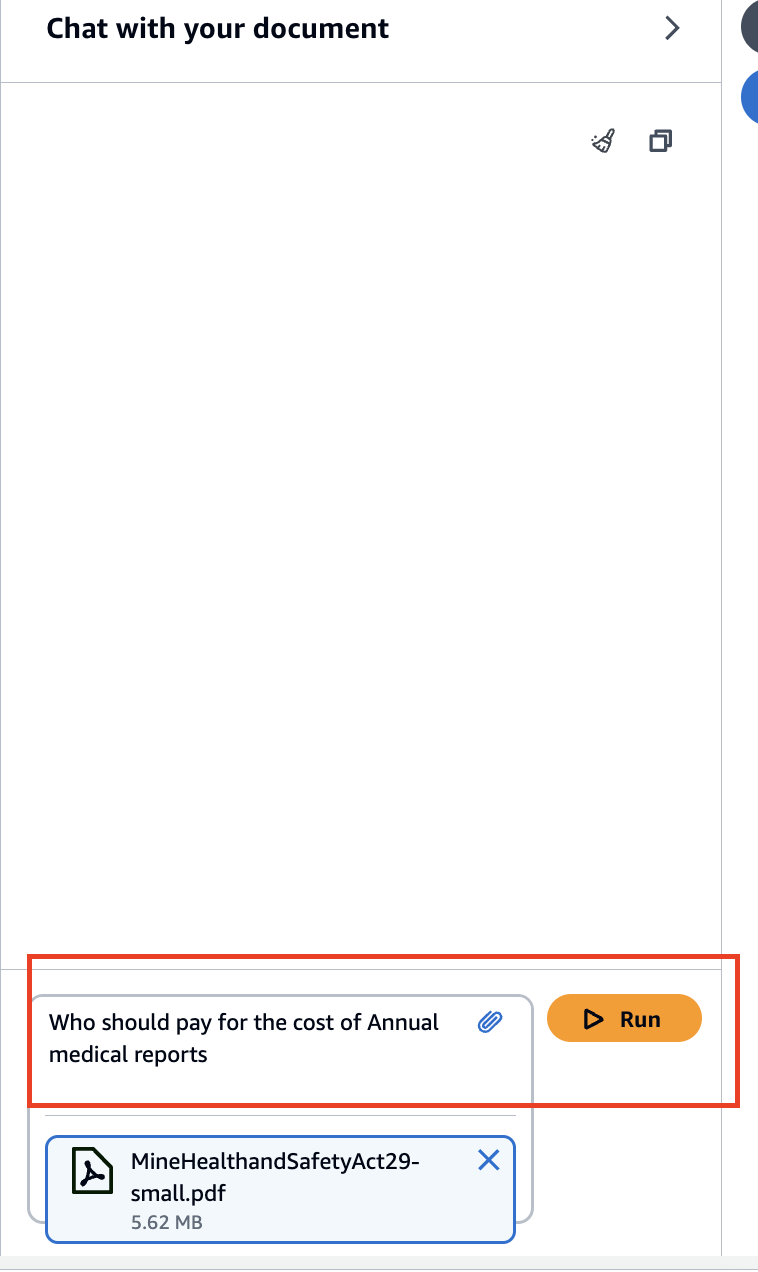 Chat with your document
Who should pay for the cost of Annual
medical reports
Run
MineHealthandSafetyAct29-
small.pdf
5.62 MB